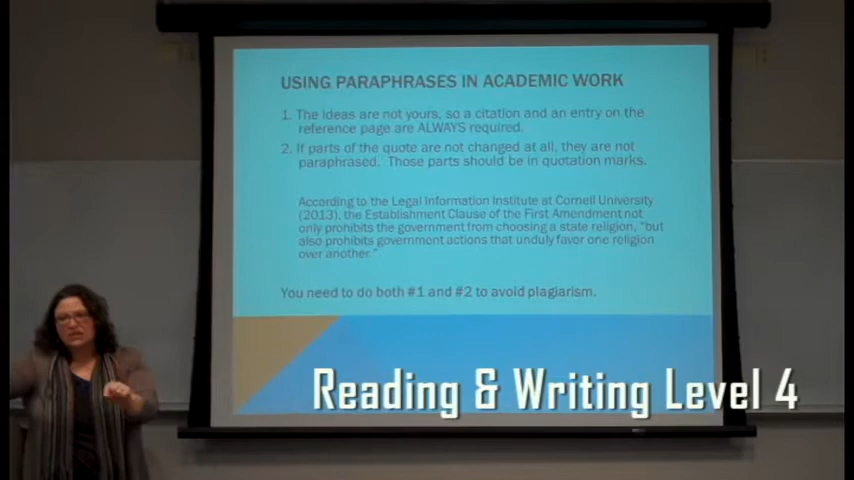 USING PARAPHRASES IN ACADEMIC WORK
1. The ideas are not yours, so a citation and an entry on the
reference page are ALWAYS required.
2. If parts of the quote are not changed at all, they are not
paraphrased. Those parts should be in quotation marks.
According to the Legal Information Institute at Cornell University
(2013), the Establishment Clause of the First Amendment not
only prohibits the government from choosing a state religion, "but
also prohibits government actions that unduly favor one religion
over another."
You need to do both #1 and #2 to avoid plagiarism.
Reading & Writing Level 4